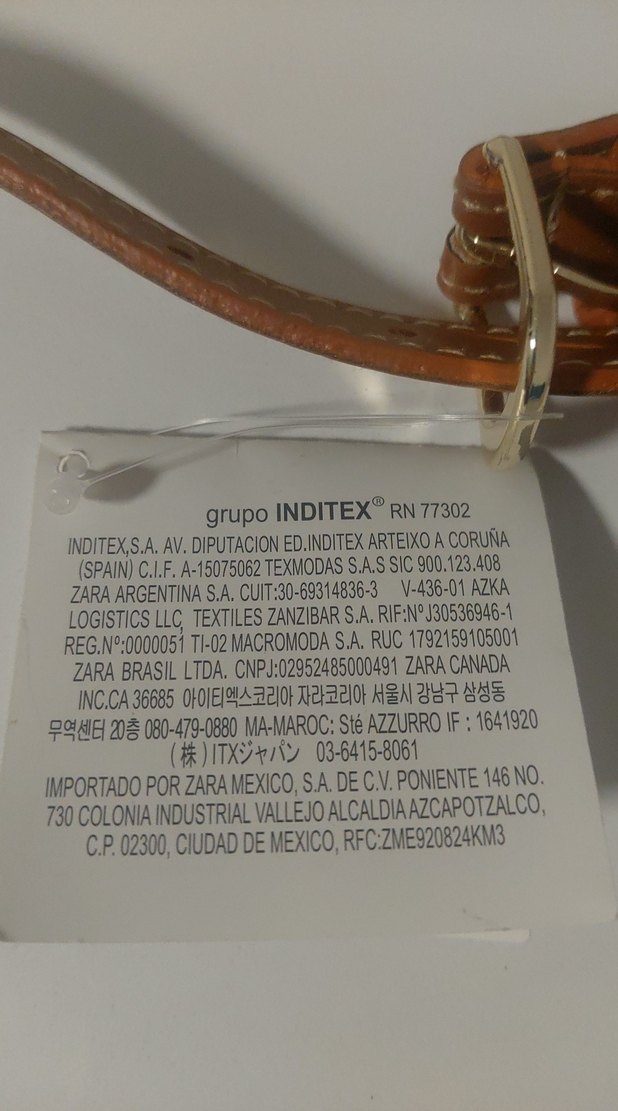 grupo INDITEX® RN 77302
INDITEX,S.A. AV. DIPUTACION ED.INDITEX ARTEIXO A CORUÑA
(SPAIN) C.I.F. A-15075062 TEXMODAS S.A.S SIC 900.123.408
ZARA ARGENTINA S.A. CUIT:30-69314836-3 V-436-01 AZKA
LOGISTICS LLC, TEXTILES ZANZIBAR S.A. RIF:Nº J30536946-1
REG.Nº:0000051 TI-02 MACROMODA S.A. RUC 1792159105001
ZARA BRASIL LTDA. CNPJ:02952485000491 ZARA CANADA
INC.CA 36685 아이티엑스코리아 자라코리아 서울시 강남구 삼성동
무역센터 20층 080-479-0880 MA-MAROC: Sté AZZURRO IF : 1641920
(株)ITXジャパン 03-6415-8061
IMPORTADO POR ZARA MEXICO, S.A. DE C.V. PONIENTE 146 NO.
730 COLONIA INDUSTRIAL VALLEJO ALCALDIA AZCAPOTZALCO,
C.P. 02300, CIUDAD DE MEXICO, RFC:ZME920824KM3